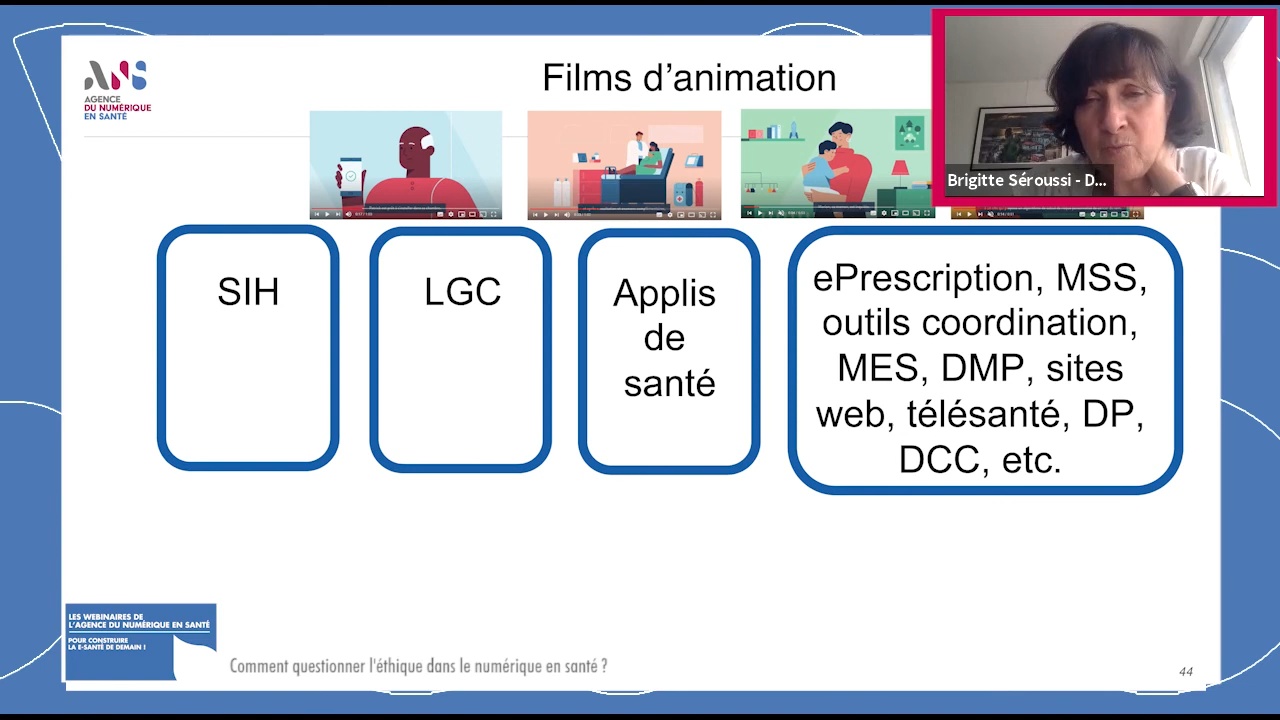 ANS
AGENCE
DU NUMÉRIQUE
EN SANTÉ
Films d’animation
Brigitte Séroussi - D...
SIH
LGC
Applis
de
santé
ePrescription, MSS,
outils coordination,
MES, DMP, sites
web, télésanté, DP,
DCC, etc.
LES WEBINAIRES DE
L'AGENCE DU NUMÉRIQUE EN SANTÉ
POUR CONSTRUIRE
LA E-SANTÉ DE DEMAIN !
Comment questionner l'éthique dans le numérique en santé ?
44